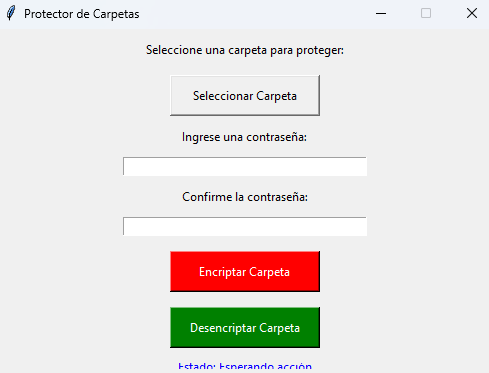 Protector de Carpetas
Seleccione una carpeta para proteger:
Seleccionar Carpeta
Ingrese una contraseña:
Confirme la contraseña:
Encriptar Carpeta
Desencriptar Carpeta
Estado: Esperando acción